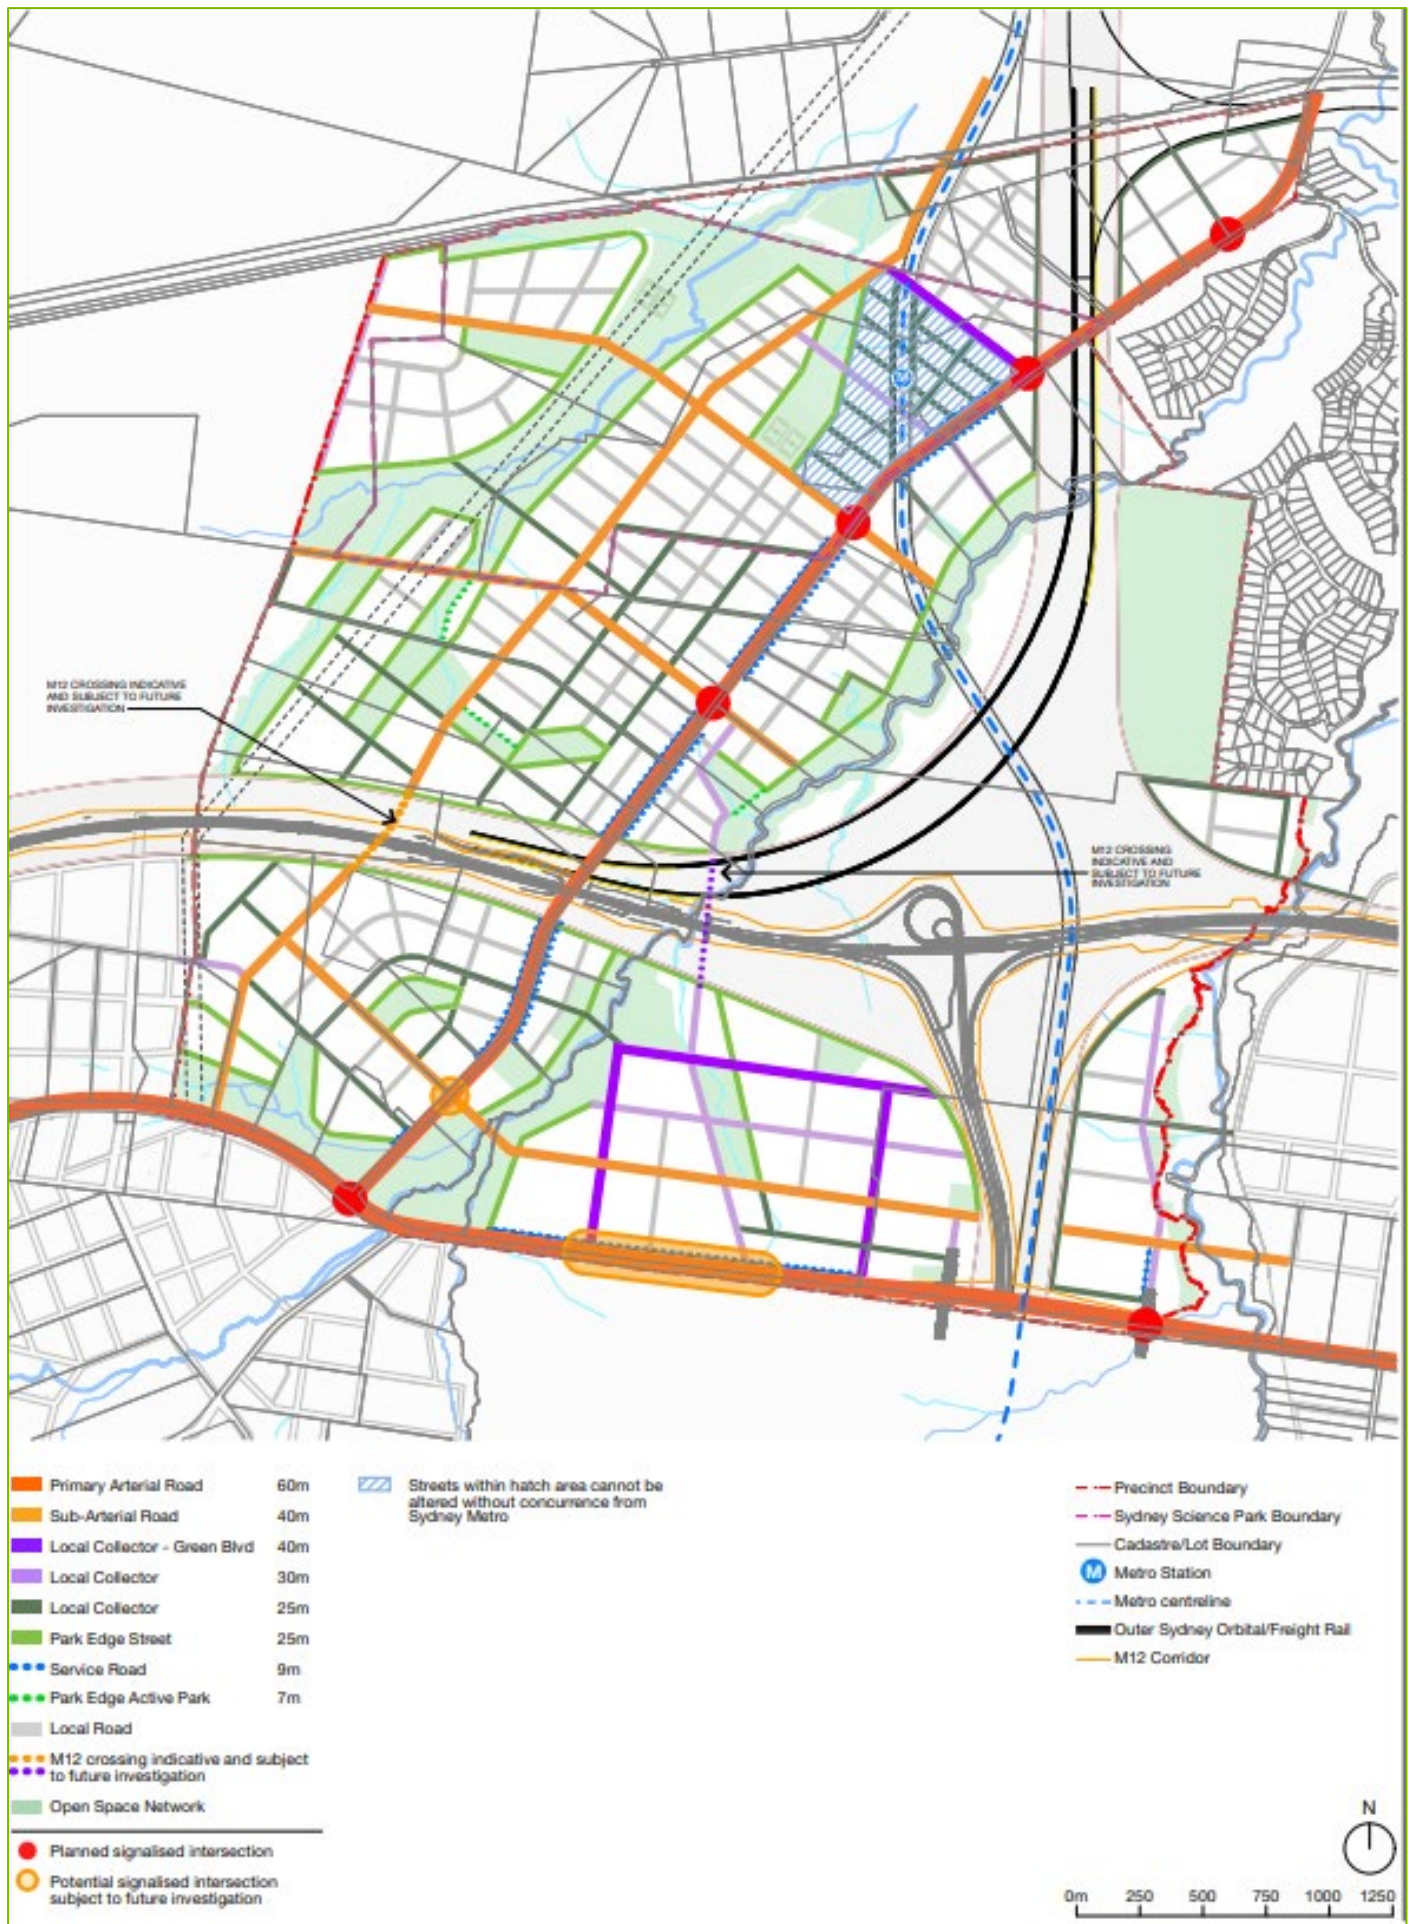 M12 CROSSING INDICATIVE
AND SUBJECT TO FUTURE
INVESTIGATION
M
M12 CROSSING
INDICATIVE AND
SUBJECT TO FUTURE
INVESTIGATION
Primary Arterial Road 60m
Sub-Arterial Road 40m
Local Collector - Green Blvd 40m
Local Collector 30m
Local Collector 25m
Park Edge Street 25m
Service Road 9m
Park Edge Active Park 7m
Local Road
M12 crossing indicative and subject
to future investigation
Open Space Network
Planned signalised intersection
Potential signalised intersection
subject to future investigation
Streets within hatch area cannot be
altered without concurrence from
Sydney Metro
Precinct Boundary
Sydney Science Park Boundary
Cadastre/Lot Boundary
M Metro Station
Metro centreline
Outer Sydney Orbital/Freight Rail
M12 Corridor
N
0m 250 500 750 1000 1250